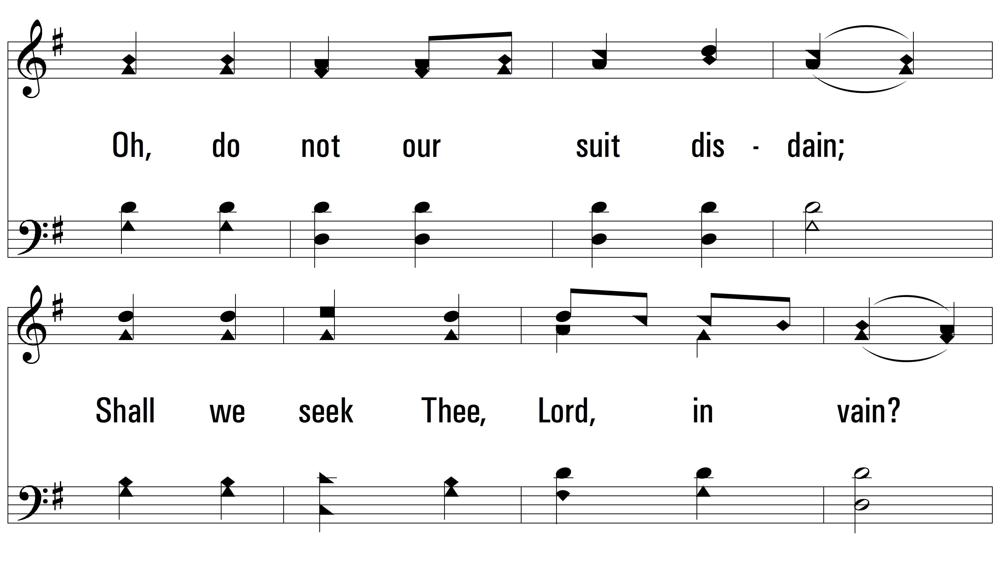 Oh, do not our suit dis - dain;
Shall we seek Thee, Lord, in vain?